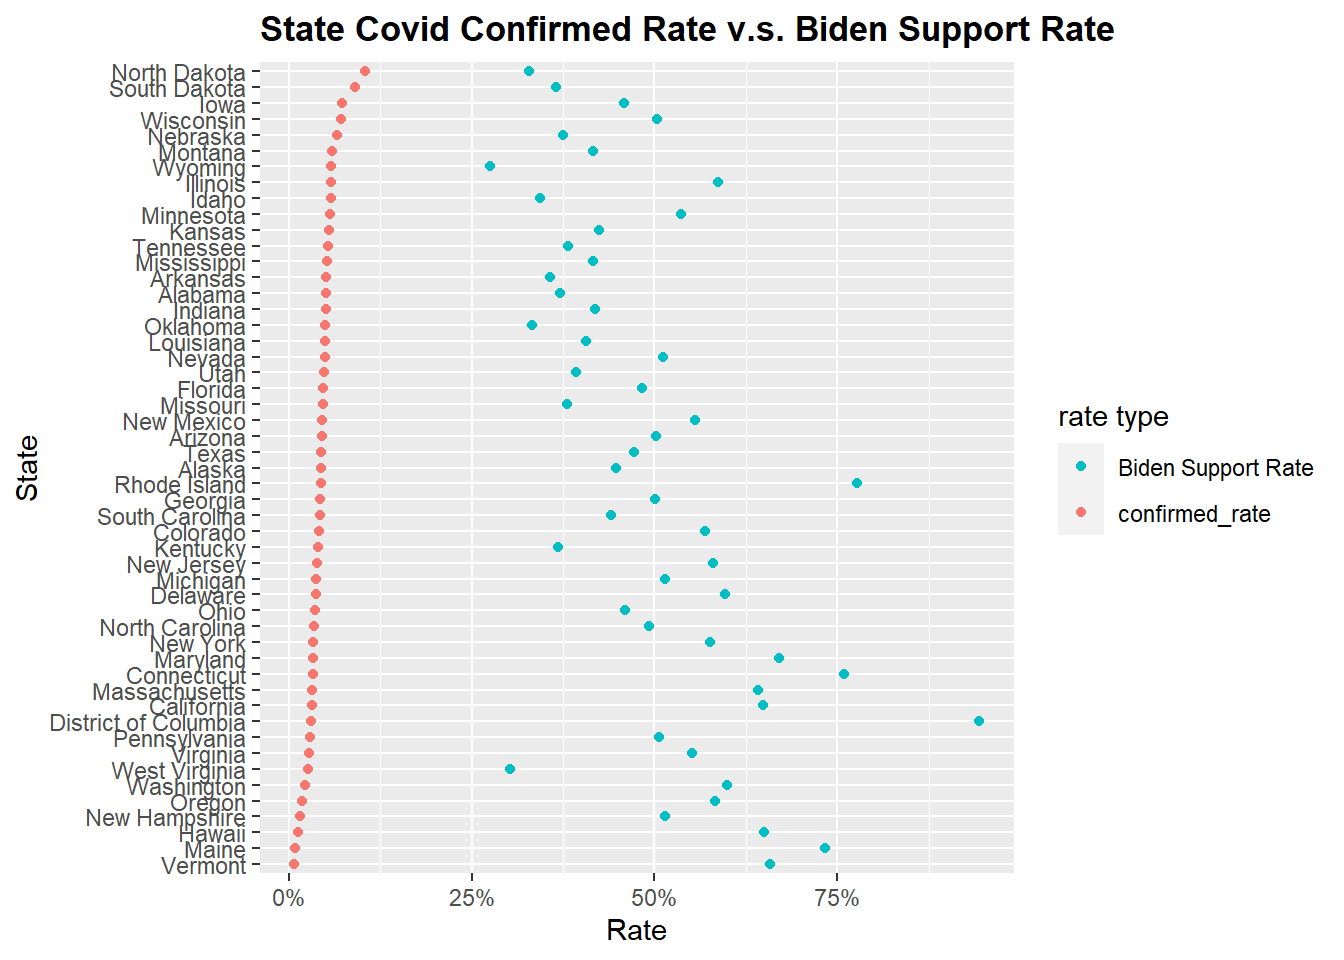 State Covid Confirmed Rate v.s. Biden Support Rate
North Dakota
South Dakota
Iowa
Wisconsin
Nebraska
Montana
Wyoming
Illinois
Idaho
Minnesota
Kansas
Tennessee
Mississippi
Arkansas
Alabama
Indiana
Oklahoma
Louisiana
Nevada
Utah
Florida
Missouri
New Mexico
Arizona
Texas
Alaska
Rhode Island
Georgia
South Carolina
Colorado
Kentucky
New Jersey
Michigan
Delaware
Ohio
North Carolina
New York
Maryland
Connecticut
Massachusetts
California
District of Columbia
Pennsylvania
Virginia
West Virginia
Washington
Oregon
New Hampshire
Hawaii
Maine
Vermont
State
0% 25% 50% 75%
Rate
rate type
Biden Support Rate
confirmed_rate